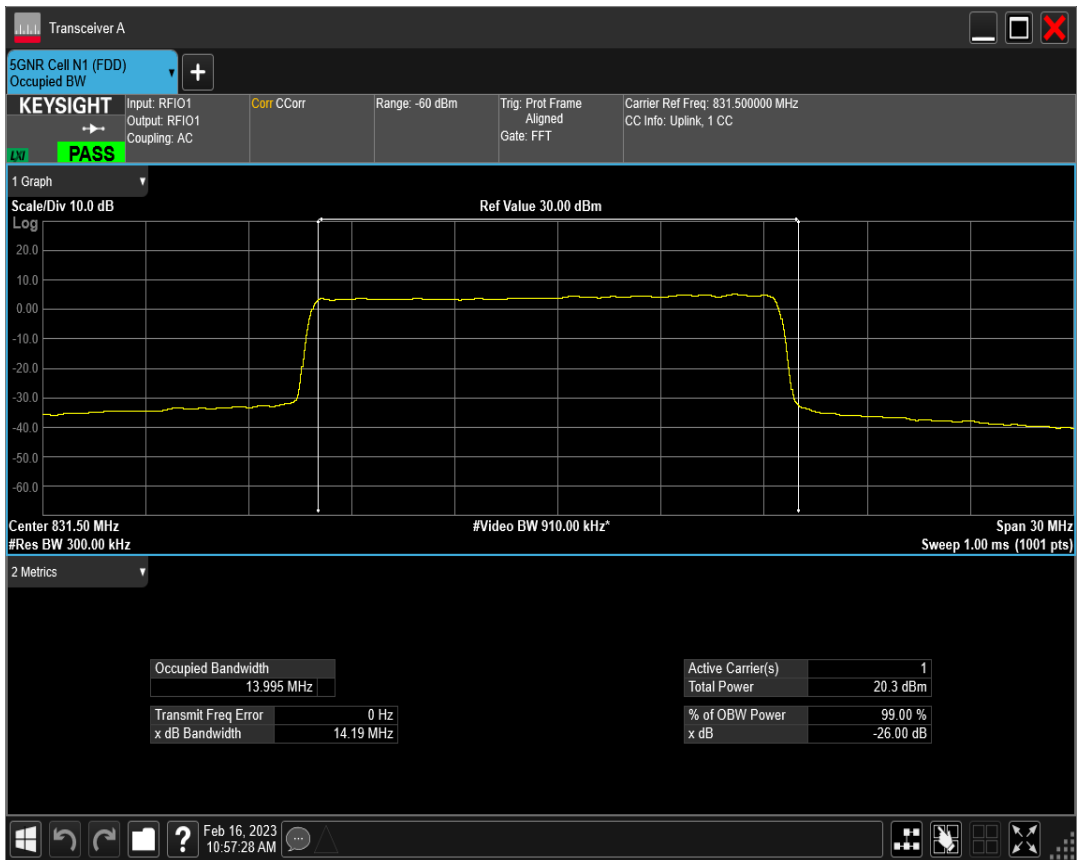 Transceiver A
5GNR Cell N1 (FDD)
Occupied BW
+
KEYSIGHT
LXI
PASS
Input: RFIO1
Output: RFIO1
Coupling: AC
Corr CCorr
Range: -60 dBm
Trig: Prot Frame
Aligned
Gate: FFT
Carrier Ref Freq: 831.500000 MHz
CC Info: Uplink, 1 CC
1 Graph
Scale/Div 10.0 dB
Ref Value 30.00 dBm
Log
20.0
10.0
0.00
-10.0
-20.0
-30.0
-40.0
-50.0
-60.0
Center 831.50 MHz
#Video BW 910.00 kHz*
Span 30 MHz
#Res BW 300.00 kHz
Sweep 1.00 ms (1001 pts)
2 Metrics
Occupied Bandwidth
13.995 MHz
Active Carrier(s) 1
Total Power 20.3 dBm
Transmit Freq Error 0 Hz
x dB Bandwidth 14.19 MHz
% of OBW Power 99.00 %
x dB -26.00 dB
?
Feb 16, 2023
10:57:28 AM